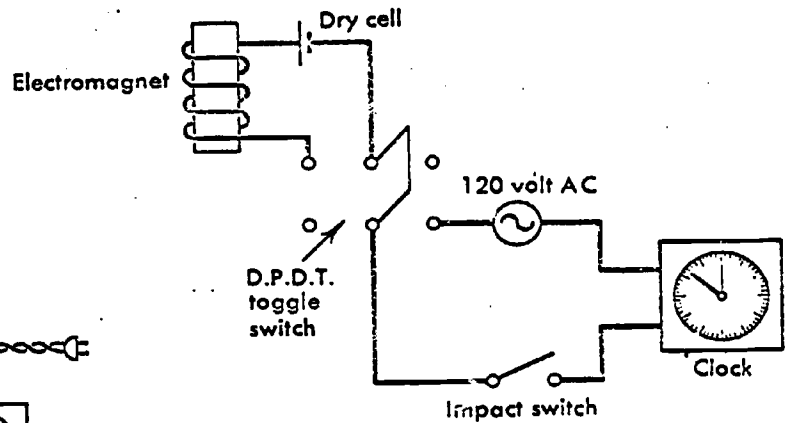 Dry cell
Electromagnet
120 volt AC
D.P.D.T.
toggle
switch
Clock
Impact switch